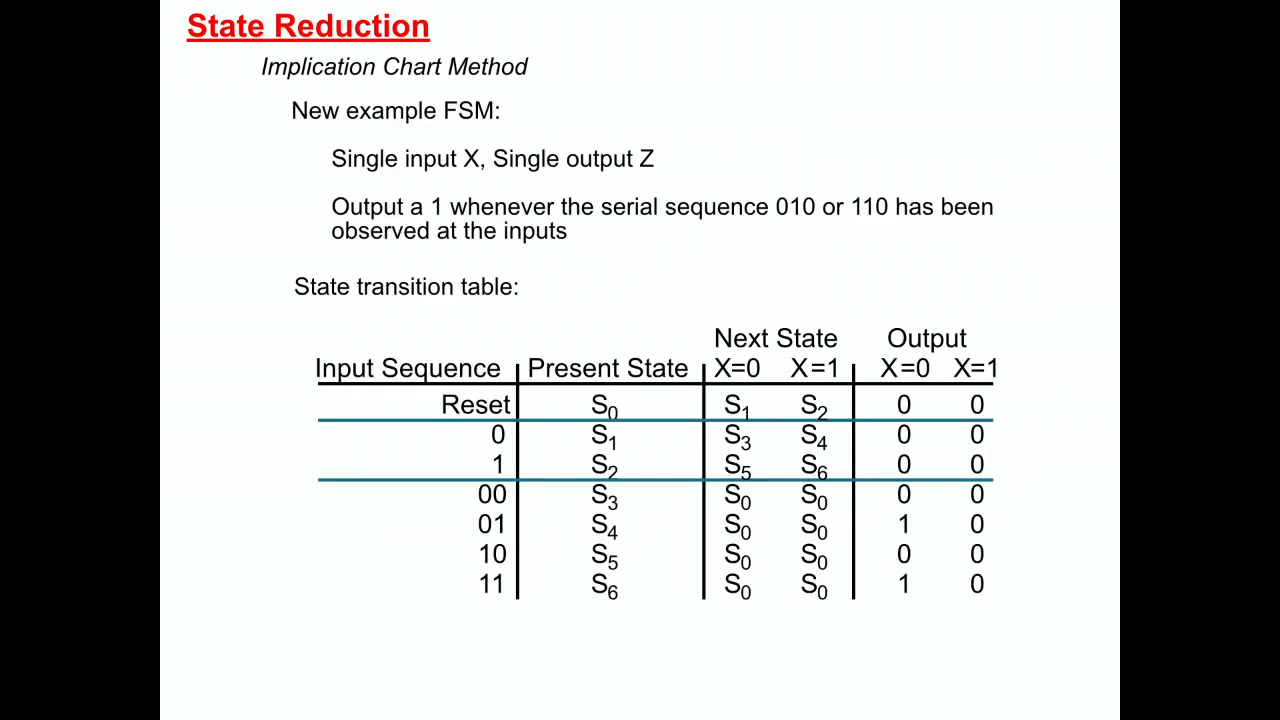 State Reduction
Implication Chart Method
New example FSM:
Single input X, Single output Z
Output a 1 whenever the serial sequence 010 or 110 has been
observed at the inputs
State transition table:
Next State Output
Input Sequence Present State X=0 X=1 X=0 X=1
Reset S0 S1 S2 0 0
0 S1 S3 S4 0 0
1 S2 S5 S6 0 0
00 S3 S0 S0 0 0
01 S4 S0 S0 1 0
10 S5 S0 S0 0 0
11 S6 S0 S0 1 0